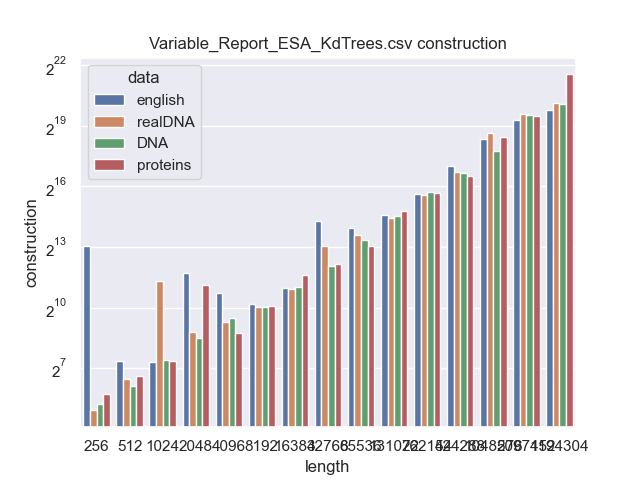 Variable_Report_ESA_KdTrees.csv construction
2^22
2^19
2^16
2^13
2^10
2^7
construction
data
english
realDNA
DNA
proteins
256 512 1024 2048 4096 8192 16384 32768 65536 131072 262144 524288 1048576 2097152 4194304
length